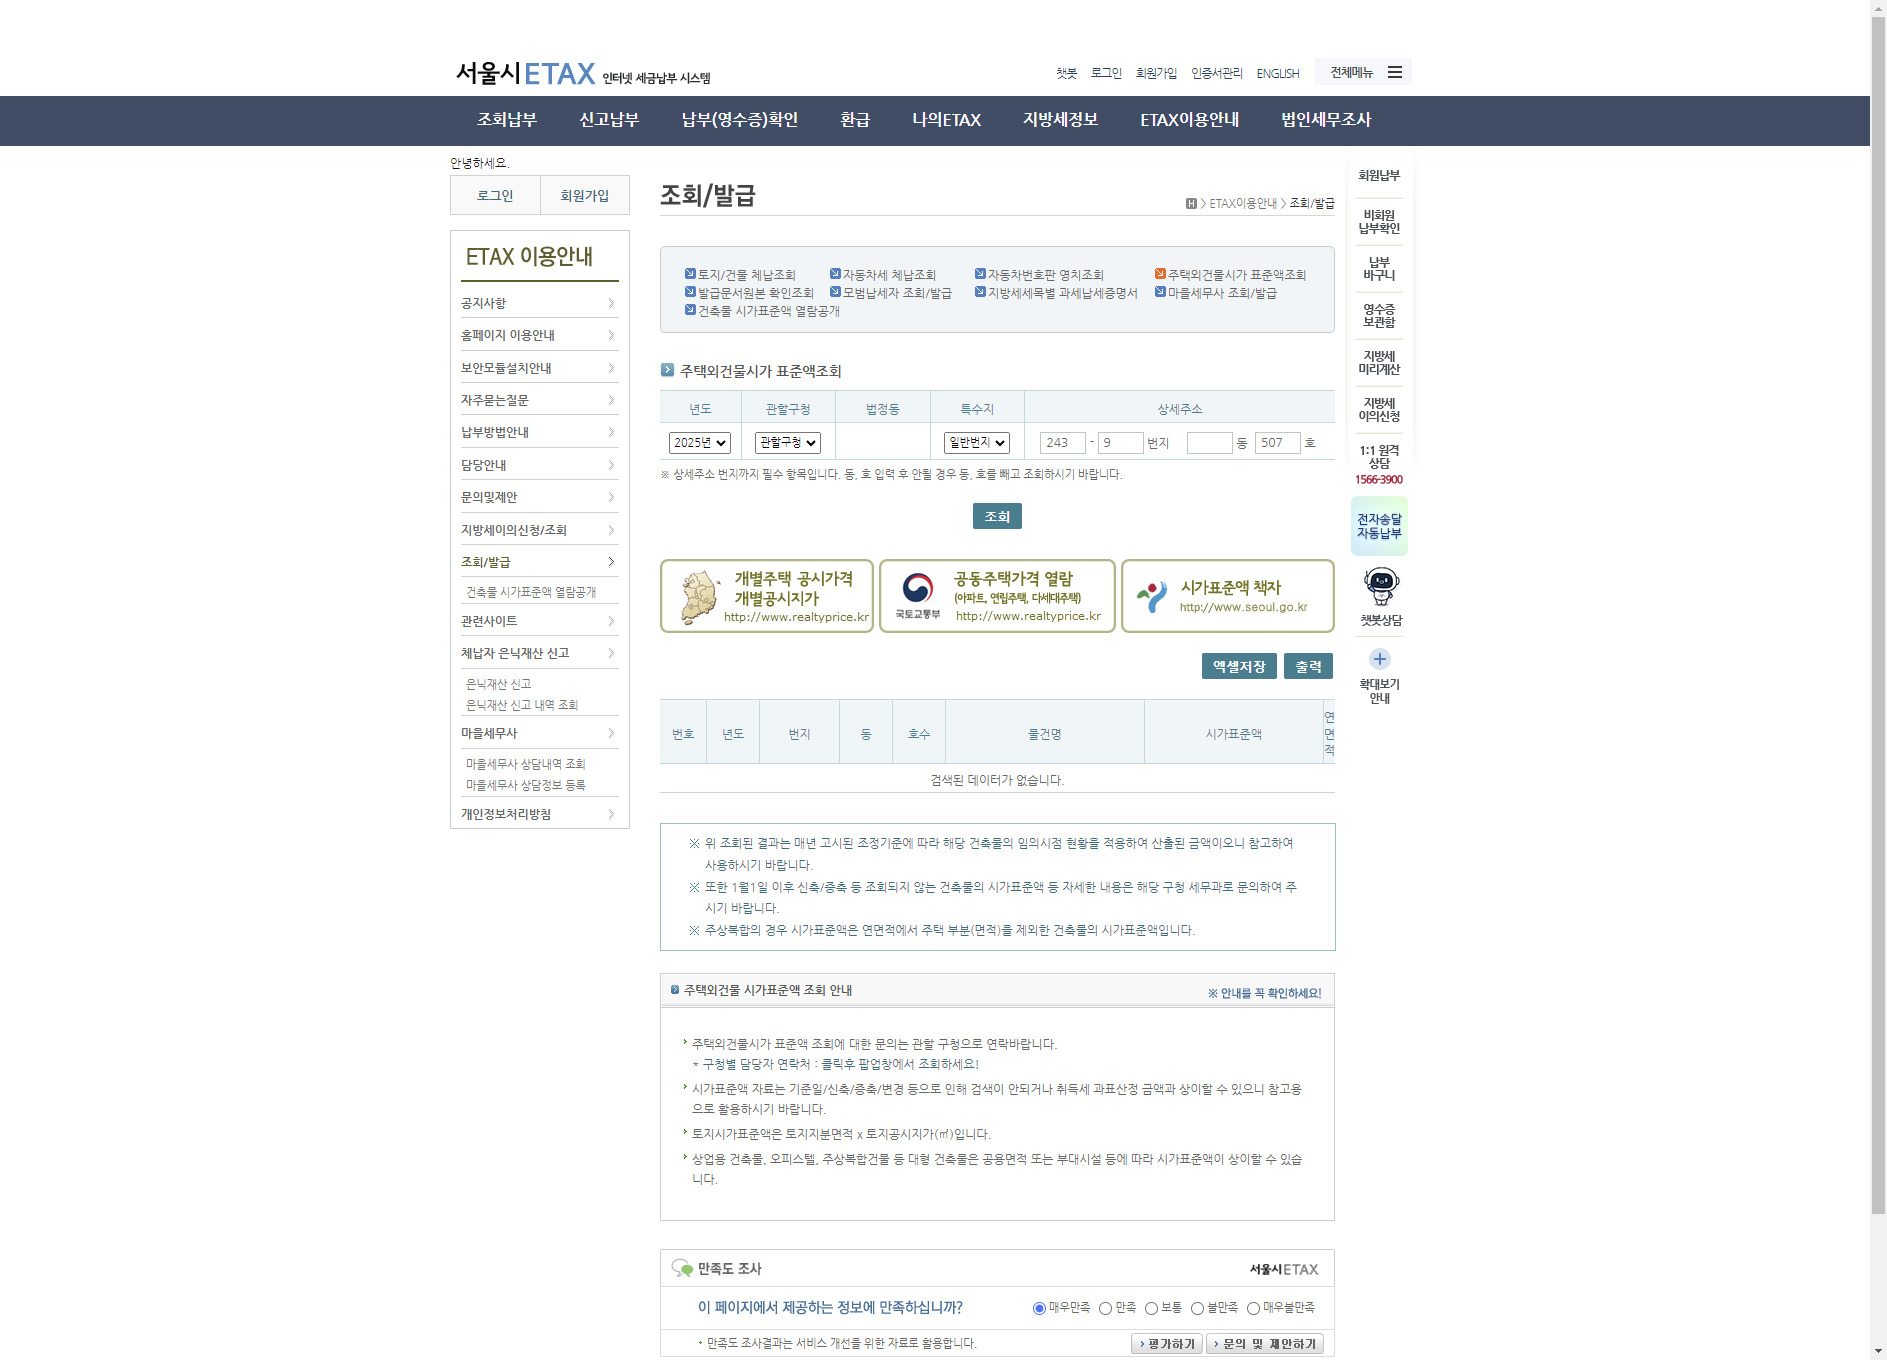 서울시 ETAX 인터넷 세금납부 시스템
챗봇 로그인 회원가입 인증서관리 ENGLISH 전체메뉴
조회납부 신고납부 납부(영수증)확인 환급 나의ETAX 지방세정보 ETAX이용안내 법인세무조사
안녕하세요.
로그인 회원가입
ETAX 이용안내
공지사항
홈페이지 이용안내
보안모듈설치안내
자주묻는질문
납부방법안내
담당안내
문의및제안
지방세이의신청/조회
조회/발급
건축물 시가표준액 열람공개
관련사이트
체납자 은닉재산 신고
은닉재산 신고
은닉재산 신고 내역 조회
마을세무사
마을세무사 상담내역 조회
마을세무사 상담정보 등록
개인정보처리방침
조회/발급
H > ETAX이용안내 > 조회/발급
토지/건물 체납조회 자동차세 체납조회 자동차번호판 영치조회 주택외건물시가 표준액조회
발급문서원본 확인조회 모범납세자 조회/발급 지방세세목별 과세납세증명서 마을세무사 조회/발급
건축물 시가표준액 열람공개
주택외건물시가 표준액조회
년도 관할구청 법정동 특수지 상세주소
2025년 관할구청 일반번지 243 - 9 번지 동 507 호
※ 상세주소 번지까지 필수 항목입니다. 동, 호 입력 후 안될 경우 동, 호를 빼고 조회하시기 바랍니다.
조회
개별주택 공시가격
개별공시지가
http://www.realtyprice.kr
국토교통부
공동주택가격 열람
(아파트, 연립주택, 다세대주택)
http://www.realtyprice.kr
시가표준액 책자
http://www.seoul.go.kr
엑셀저장 출력
번호 년도 번지 동 호수 물건명 시가표준액 연면적
검색된 데이터가 없습니다.
※ 위 조회된 결과는 매년 고시된 조정기준에 따라 해당 건축물의 임의시점 현황을 적용하여 산출된 금액이오니 참고하여
사용하시기 바랍니다.
※ 또한 1월1일 이후 신축/증축 등 조회되지 않는 건축물의 시가표준액 등 자세한 내용은 해당 구청 세무과로 문의하여 주
시기 바랍니다.
※ 주상복합의 경우 시가표준액은 연면적에서 주택 부분(면적)을 제외한 건축물의 시가표준액입니다.
주택외건물 시가표준액 조회 안내
※ 안내를 꼭 확인하세요!
주택외건물시가 표준액 조회에 대한 문의는 관할 구청으로 연락바랍니다.
* 구청별 담당자 연락처 : 클릭후 팝업창에서 조회하세요!
시가표준액 자료는 기준일/신축/증축/변경 등으로 인해 검색이 안되거나 취득세 과표산정 금액과 상이할 수 있으니 참고용
으로 활용하시기 바랍니다.
토지시가표준액은 토지지분면적 x 토지공시지가(㎡)입니다.
상업용 건축물, 오피스텔, 주상복합건물 등 대형 건축물은 공용면적 또는 부대시설 등에 따라 시가표준액이 상이할 수 있습
니다.
만족도 조사
서울시ETAX
이 페이지에서 제공하는 정보에 만족하십니까?
매우만족 만족 보통 불만족 매우불만족
만족도 조사결과는 서비스 개선을 위한 자료로 활용합니다.
평가하기 문의 및 제안하기
회원납부
비회원
납부확인
납부
바구니
영수증
보관함
지방세
미리계산
지방세
이의신청
1:1 원격
상담
1566-3900
전자송달
자동납부
챗봇상담
확대보기
안내